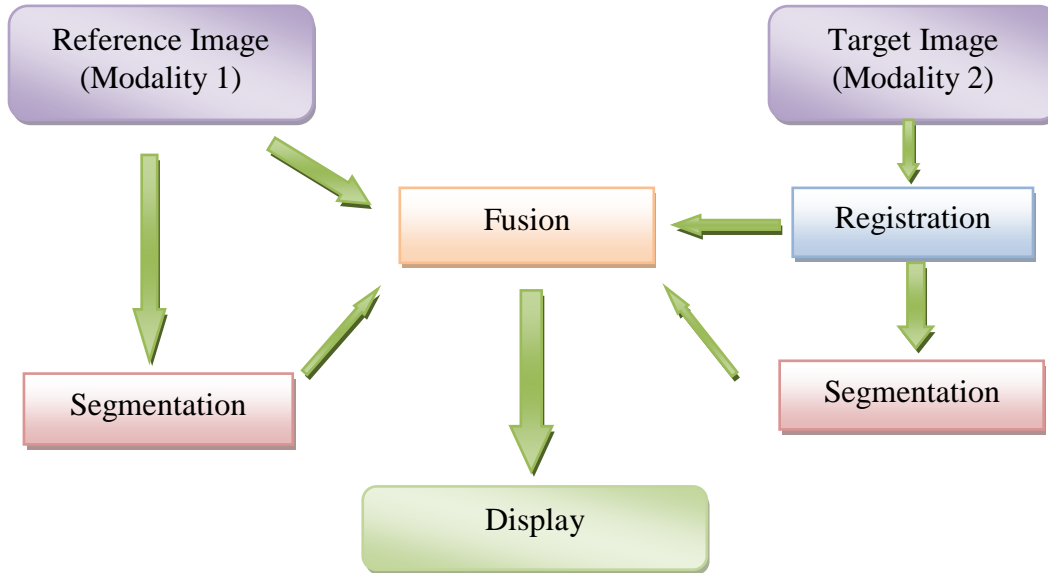 Reference Image
(Modality 1)
Target Image
(Modality 2)
Fusion
Registration
Segmentation
Segmentation
Display